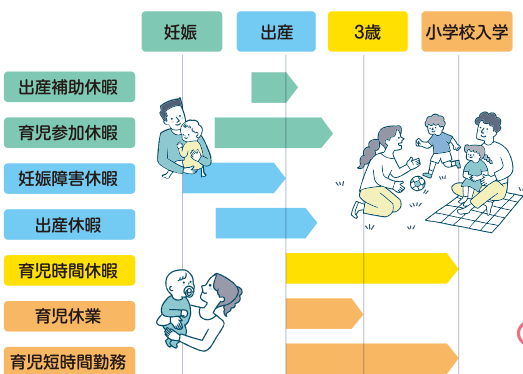 妊娠
出産
3歳
小学校入学
出産補助休暇
育児参加休暇
妊娠障害休暇
出産休暇
育児時間休暇
育児休業
育児短時間勤務